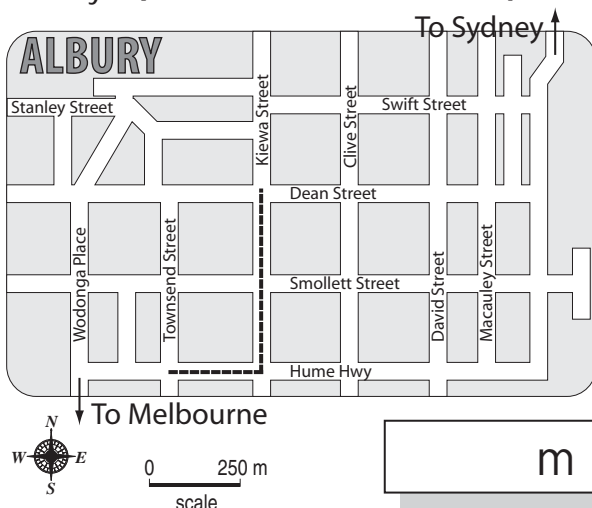 To Sydney
ALBURY
Stanley Street
Kiewa Street
Clive Street
Swift Street
Dean Street
Wodonga Place
Townsend Street
Smollett Street
David Street
Macauley Street
Hume Hwy
To Melbourne
N
W E
S
0 250 m
scale
m